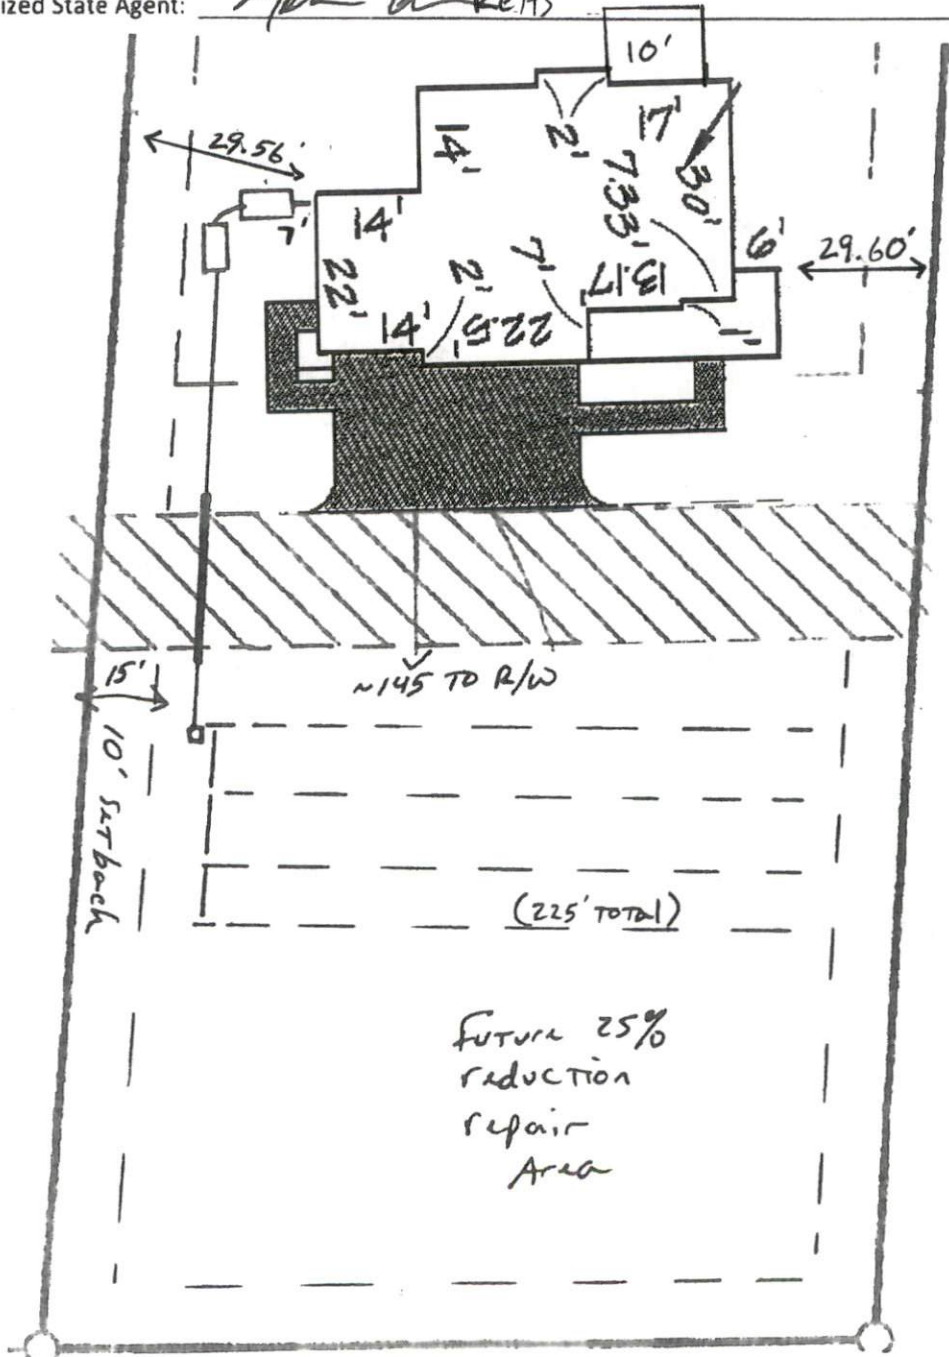 ized State Agent:
10'
29.56'
14'
2'
17'
30'
7.33'
7'
14'
6'
29.60'
22'
2'
7'
13.17'
14'
22.5'
1'
15'
~145 TO R/W
10' setback
(225' TOTAL)
Future 25%
reduction
repair
Area